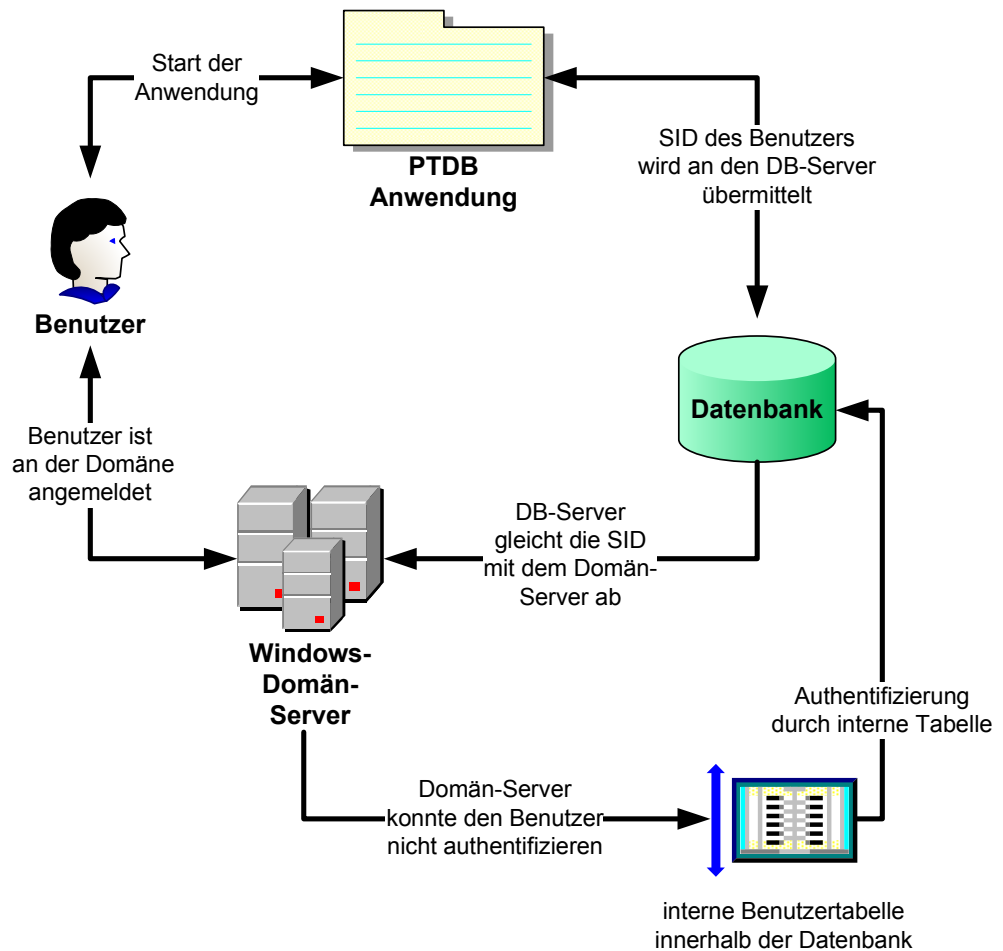 Start der
Anwendung
PTDB
Anwendung
SID des Benutzers
wird an den DB-Server
übermittelt
Benutzer
Datenbank
Benutzer ist
an der Domäne
angemeldet
DB-Server
gleicht die SID
mit dem Domän-
Server ab
Windows-
Domän-
Server
Authentifizierung
durch interne Tabelle
Domän-Server
konnte den Benutzer
nicht authentifizieren
interne Benutzertabelle
innerhalb der Datenbank